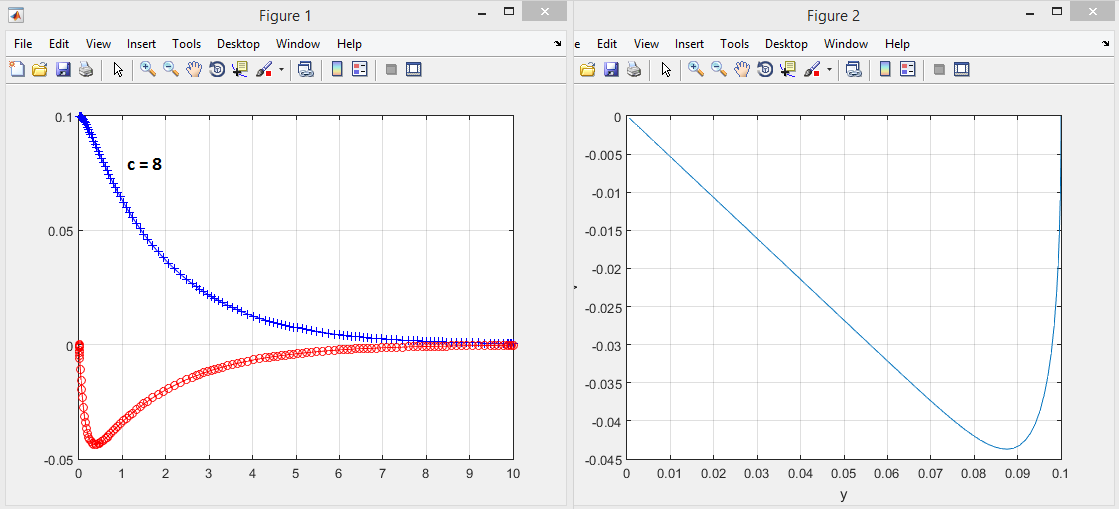 Figure 1
File Edit View Insert Tools Desktop Window Help
0.1
0.05
0
-0.05
c = 8
0 1 2 3 4 5 6 7 8 9 10
Figure 2
e Edit View Insert Tools Desktop Window Help
0
-0.005
-0.01
-0.015
-0.02
-0.025
-0.03
-0.035
-0.04
-0.045
0 0.01 0.02 0.03 0.04 0.05 0.06 0.07 0.08 0.09 0.1
y